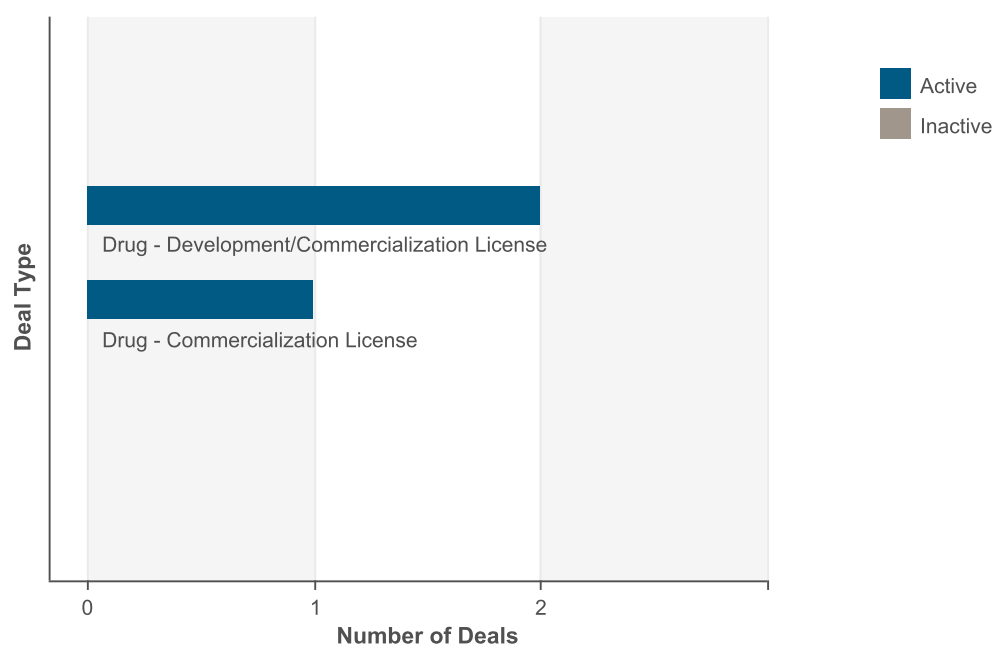 Active
Inactive
Drug - Development/Commercialization License
Drug - Commercialization License
Deal Type
0 1 2
Number of Deals